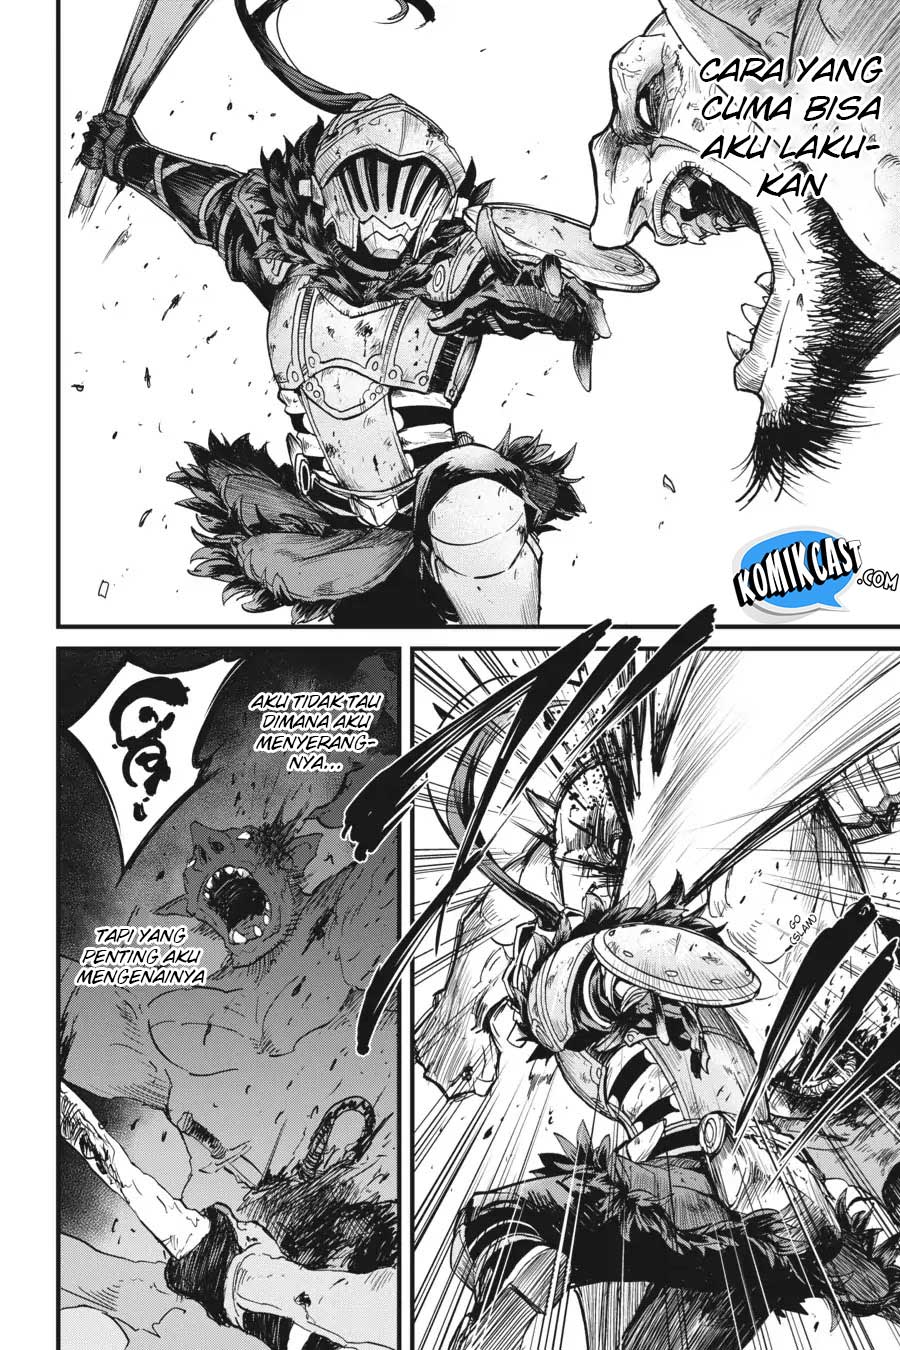 CARA YANG
CUMA BISA
AKU LAKU-
KAN
KOMIKCAST.COM
GO
(SLAM)
AKU TIDAK TAU
DIMANA AKU
MENYERANG-
NYA...
TAPI YANG
PENTING AKU
MENGENAINYA